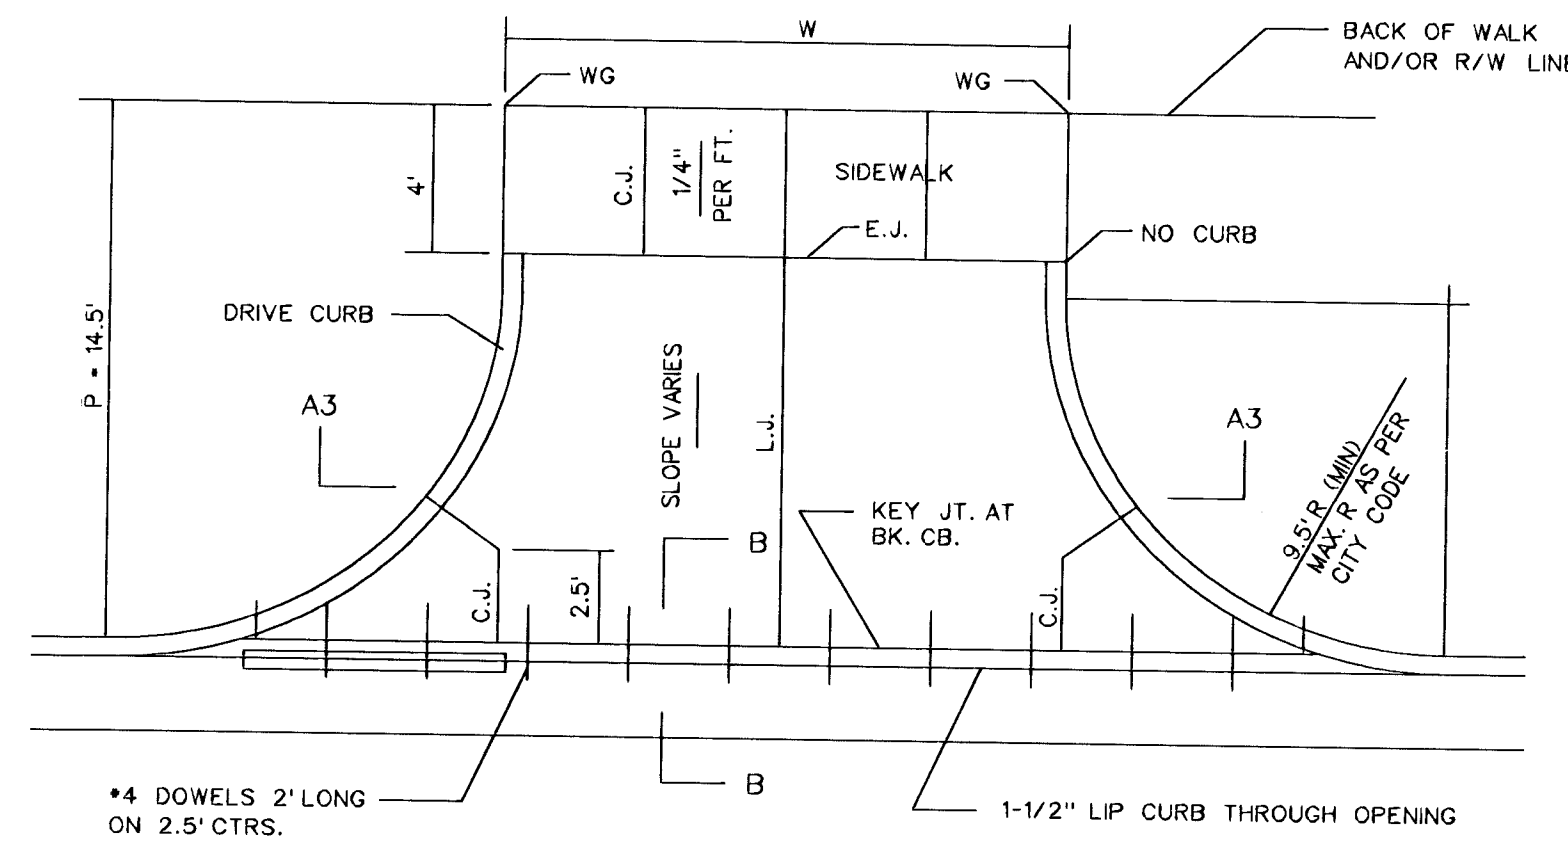 W
BACK OF WALK
AND/OR R/W LINE
WG
WG
4'
C.J.
1/4"
PER FT.
SIDEWALK
E.J.
NO CURB
DRIVE CURB
P = 14.5'
SLOPE VARIES
L.J.
A3
A3
9.5' R (MIN)
MAX. R AS PER
CITY CODE
KEY JT. AT
BK. CB.
B
C.J.
2.5'
C.J.
B
#4 DOWELS 2' LONG
ON 2.5' CTRS.
1-1/2" LIP CURB THROUGH OPENING